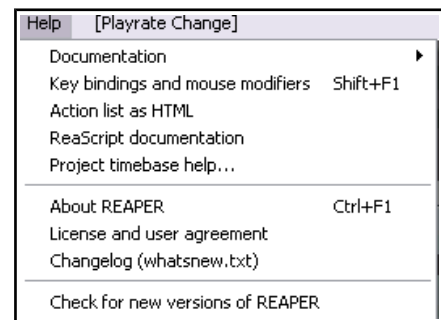 Help [Playrate Change]
Documentation
Key bindings and mouse modifiers Shift+F1
Action list as HTML
ReaScript documentation
Project timebase help...
About REAPER Ctrl+F1
License and user agreement
Changelog (whatsnew.txt)
Check for new versions of REAPER